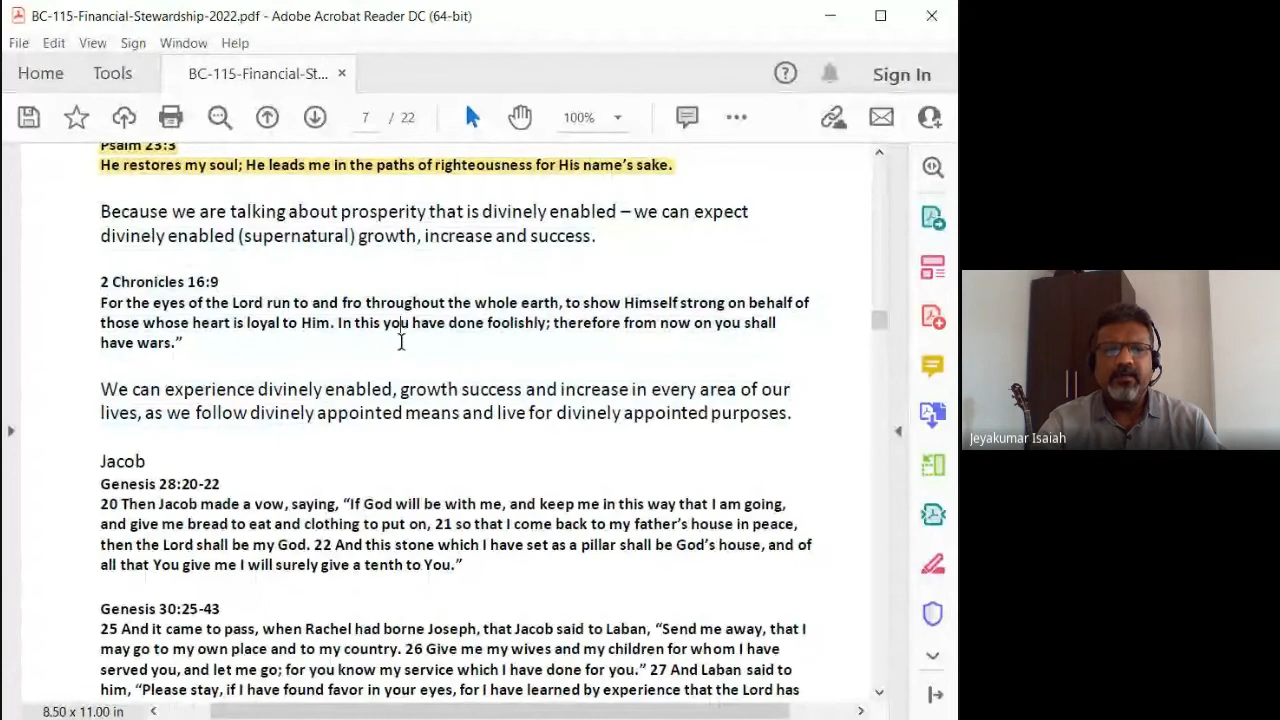 BC-115-Financial-Stewardship-2022.pdf - Adobe Acrobat Reader DC (64-bit)
File Edit View Sign Window Help
Home Tools BC-115-Financial-St... Sign In
7 / 22 100%
Psalm 23:3
He restores my soul; He leads me in the paths of righteousness for His name’s sake.
Because we are talking about prosperity that is divinely enabled – we can expect
divinely enabled (supernatural) growth, increase and success.
2 Chronicles 16:9
For the eyes of the Lord run to and fro throughout the whole earth, to show Himself strong on behalf of
those whose heart is loyal to Him. In this you have done foolishly; therefore from now on you shall
have wars.”
We can experience divinely enabled, growth success and increase in every area of our
lives, as we follow divinely appointed means and live for divinely appointed purposes.
Jacob
Genesis 28:20-22
20 Then Jacob made a vow, saying, “If God will be with me, and keep me in this way that I am going,
and give me bread to eat and clothing to put on, 21 so that I come back to my father’s house in peace,
then the Lord shall be my God. 22 And this stone which I have set as a pillar shall be God’s house, and of
all that You give me I will surely give a tenth to You.”
Genesis 30:25-43
25 And it came to pass, when Rachel had borne Joseph, that Jacob said to Laban, “Send me away, that I
may go to my own place and to my country. 26 Give me my wives and my children for whom I have
served you, and let me go; for you know my service which I have done for you.” 27 And Laban said to
him, “Please stay, if I have found favor in your eyes, for I have learned by experience that the Lord has
8.50 x 11.00 in
Jeyakumar Isaiah